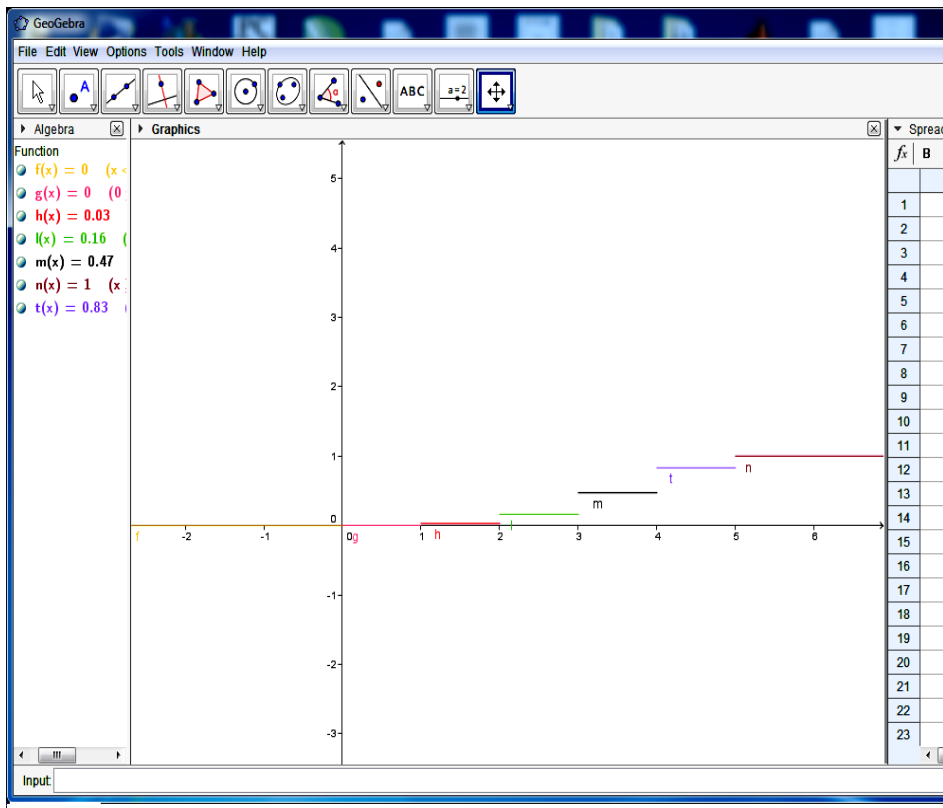 GeoGebra
File Edit View Options Tools Window Help
A
α
ABC
a=2
Algebra
Graphics
Spread
Function
fx B
f(x) = 0 (x <
g(x) = 0 (0
h(x) = 0.03
l(x) = 0.16 (
m(x) = 0.47
n(x) = 1 (x
t(x) = 0.83 (
5
4
3
2
1
0
-1
-2
-3
-2 -1 0 1 2 3 4 5 6
f
g
h
l
m
t
n
1
2
3
4
5
6
7
8
9
10
11
12
13
14
15
16
17
18
19
20
21
22
23
Input: